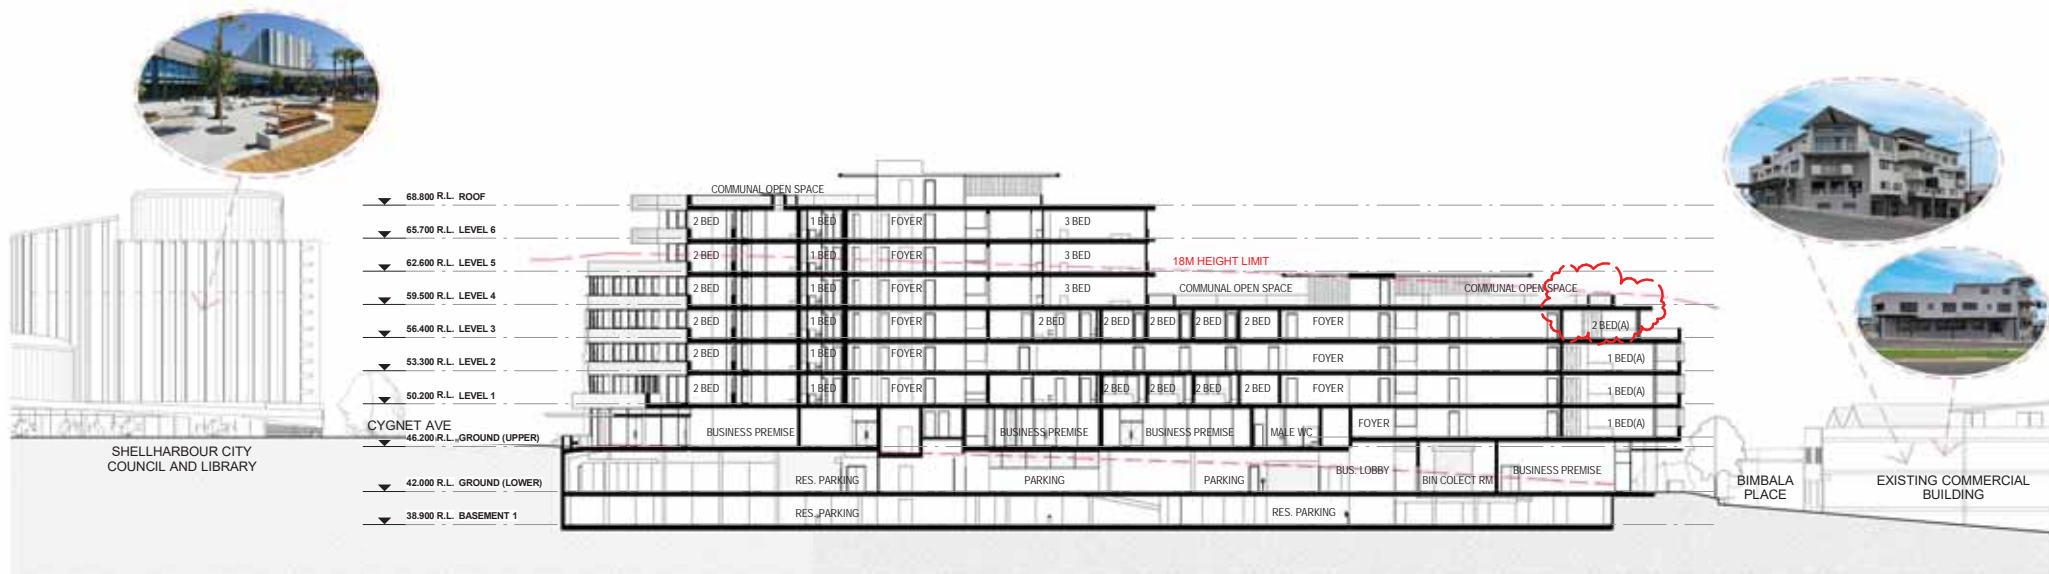 COMMUNAL OPEN SPACE
68.800 R.L. ROOF
2 BED 1 BED FOYER 3 BED
65.700 R.L. LEVEL 6
2 BED 1 BED FOYER 3 BED
18M HEIGHT LIMIT
62.600 R.L. LEVEL 5
2 BED 1 BED FOYER 3 BED COMMUNAL OPEN SPACE COMMUNAL OPEN SPACE
59.500 R.L. LEVEL 4
2 BED 1 BED FOYER 2 BED 2 BED 2 BED 2 BED 2 BED FOYER 2 BED(A)
56.400 R.L. LEVEL 3
2 BED 1 BED FOYER FOYER 1 BED(A)
53.300 R.L. LEVEL 2
2 BED 1 BED FOYER 2 BED 2 BED 2 BED 2 BED FOYER 1 BED(A)
50.200 R.L. LEVEL 1
CYGNET AVE
BUSINESS PREMISE BUSINESS PREMISE BUSINESS PREMISE MALE WC FOYER 1 BED(A)
46.200 R.L. GROUND (UPPER)
SHELLHARBOUR CITY
COUNCIL AND LIBRARY
RES. PARKING PARKING PARKING BUS. LOBBY BIN COLECT RM BUSINESS PREMISE
42.000 R.L. GROUND (LOWER)
BIMBALA
PLACE
EXISTING COMMERCIAL
BUILDING
38.900 R.L. BASEMENT 1
RES. PARKING RES. PARKING